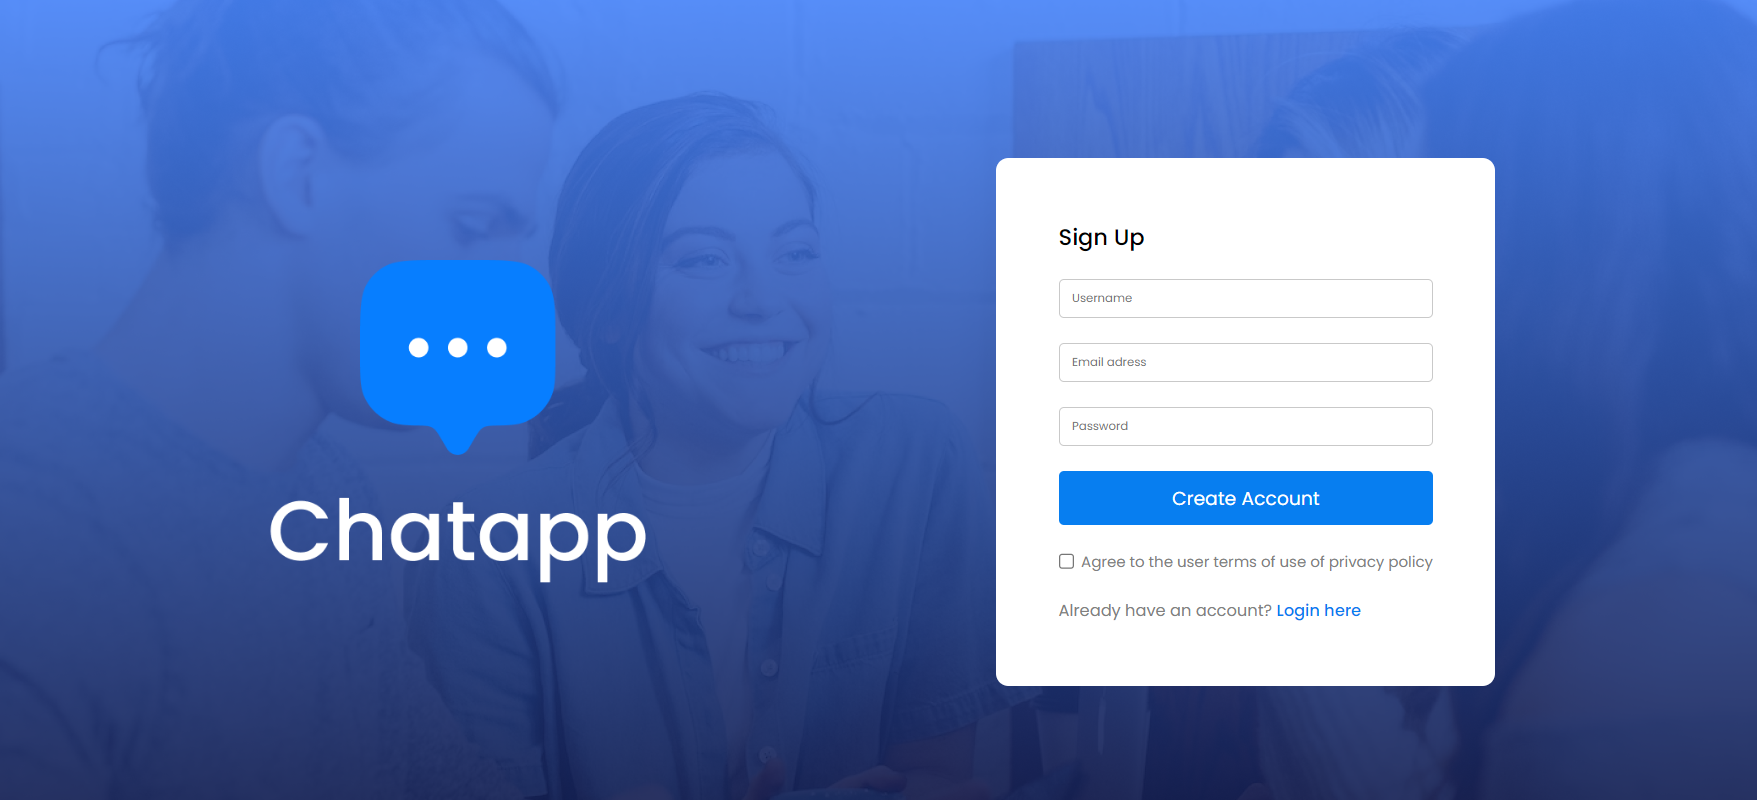 Chatapp
Sign Up
Username
Email adress
Password
Create Account
Agree to the user terms of use of privacy policy
Already have an account? Login here